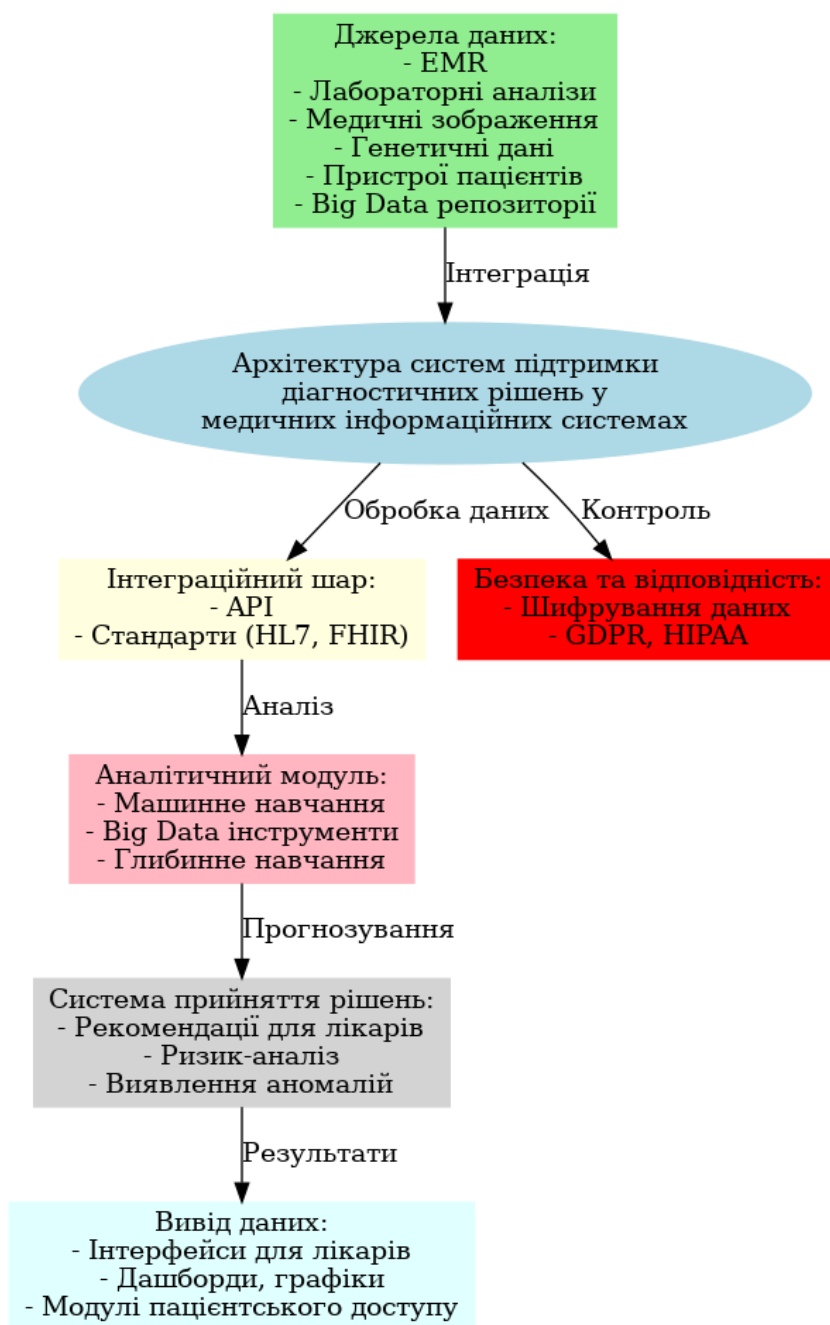 Джерела даних:
- EMR
- Лабораторні аналізи
- Медичні зображення
- Генетичні дані
- Пристрої пацієнтів
- Big Data репозиторії
Інтеграція
Архітектура систем підтримки
діагностичних рішень у
медичних інформаційних системах
Обробка даних
Контроль
Інтеграційний шар:
- API
- Стандарти (HL7, FHIR)
Безпека та відповідність:
- Шифрування даних
- GDPR, HIPAA
Аналіз
Аналітичний модуль:
- Машинне навчання
- Big Data інструменти
- Глибинне навчання
Прогнозування
Система прийняття рішень:
- Рекомендації для лікарів
- Ризик-аналіз
- Виявлення аномалій
Результати
Вивід даних:
- Інтерфейси для лікарів
- Дашборди, графіки
- Модулі пацієнтського доступу